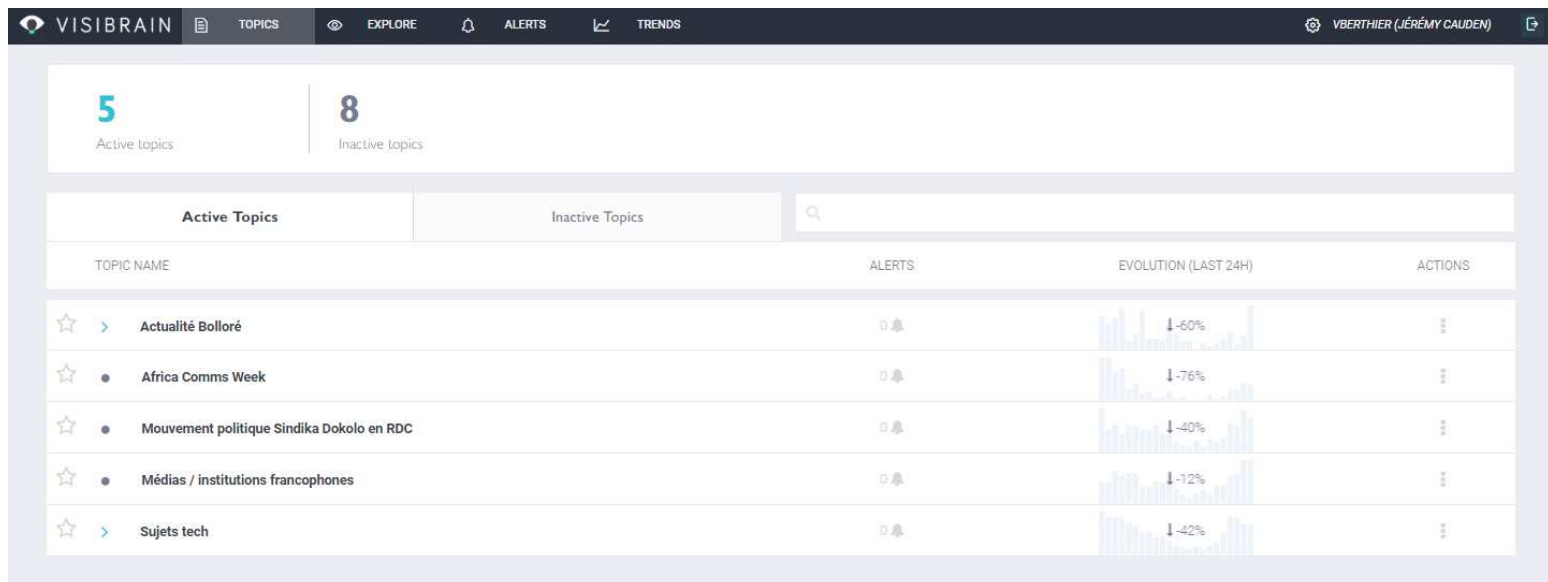 VISIBRAIN TOPICS EXPLORE ALERTS TRENDS VBERTHIER (JÉRÉMY CAUDEN)
5 8
Active topics Inactive topics
Active Topics Inactive Topics
TOPIC NAME ALERTS EVOLUTION (LAST 24H) ACTIONS
Actualité Bolloré 0 -60%
Africa Comms Week 0 -76%
Mouvement politique Sindika Dokolo en RDC 0 -40%
Médias / institutions francophones 0 -12%
Sujets tech 0 -42%